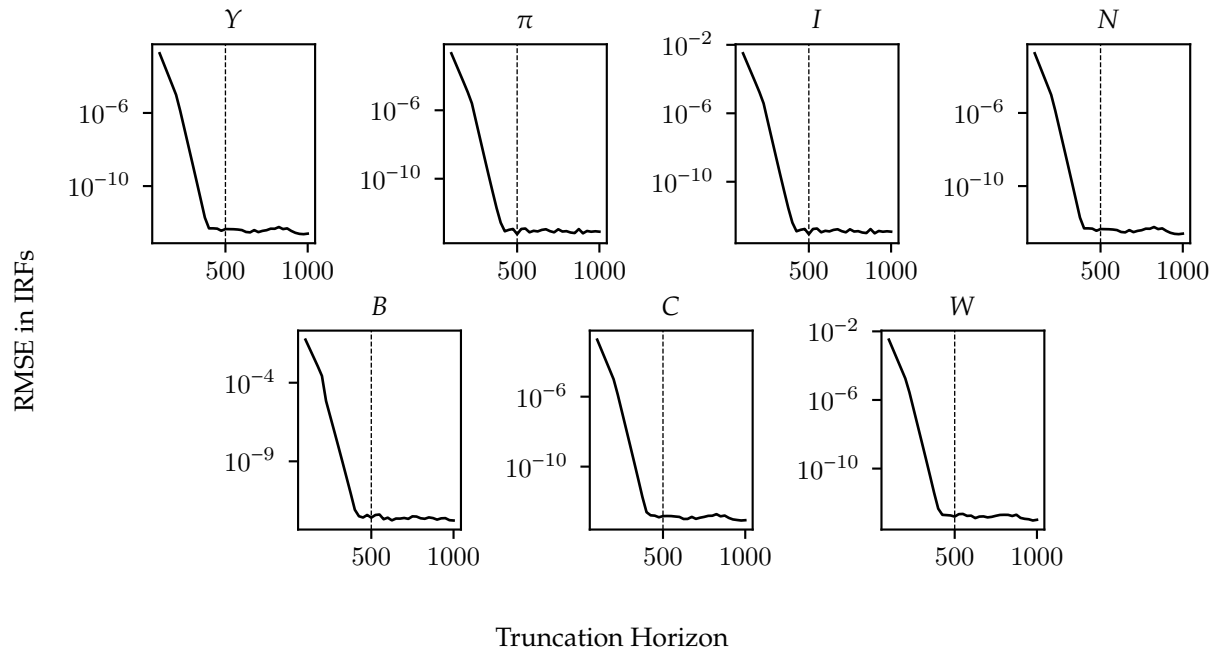 Y π I N
10⁻⁶ 10⁻¹⁰ 500 1000
10⁻⁶ 10⁻¹⁰ 500 1000
10⁻² 10⁻⁶ 10⁻¹⁰ 500 1000
10⁻⁶ 10⁻¹⁰ 500 1000
RMSE in IRFs
B C W
10⁻⁴ 10⁻⁹ 500 1000
10⁻⁶ 10⁻¹⁰ 500 1000
10⁻² 10⁻⁶ 10⁻¹⁰ 500 1000
Truncation Horizon